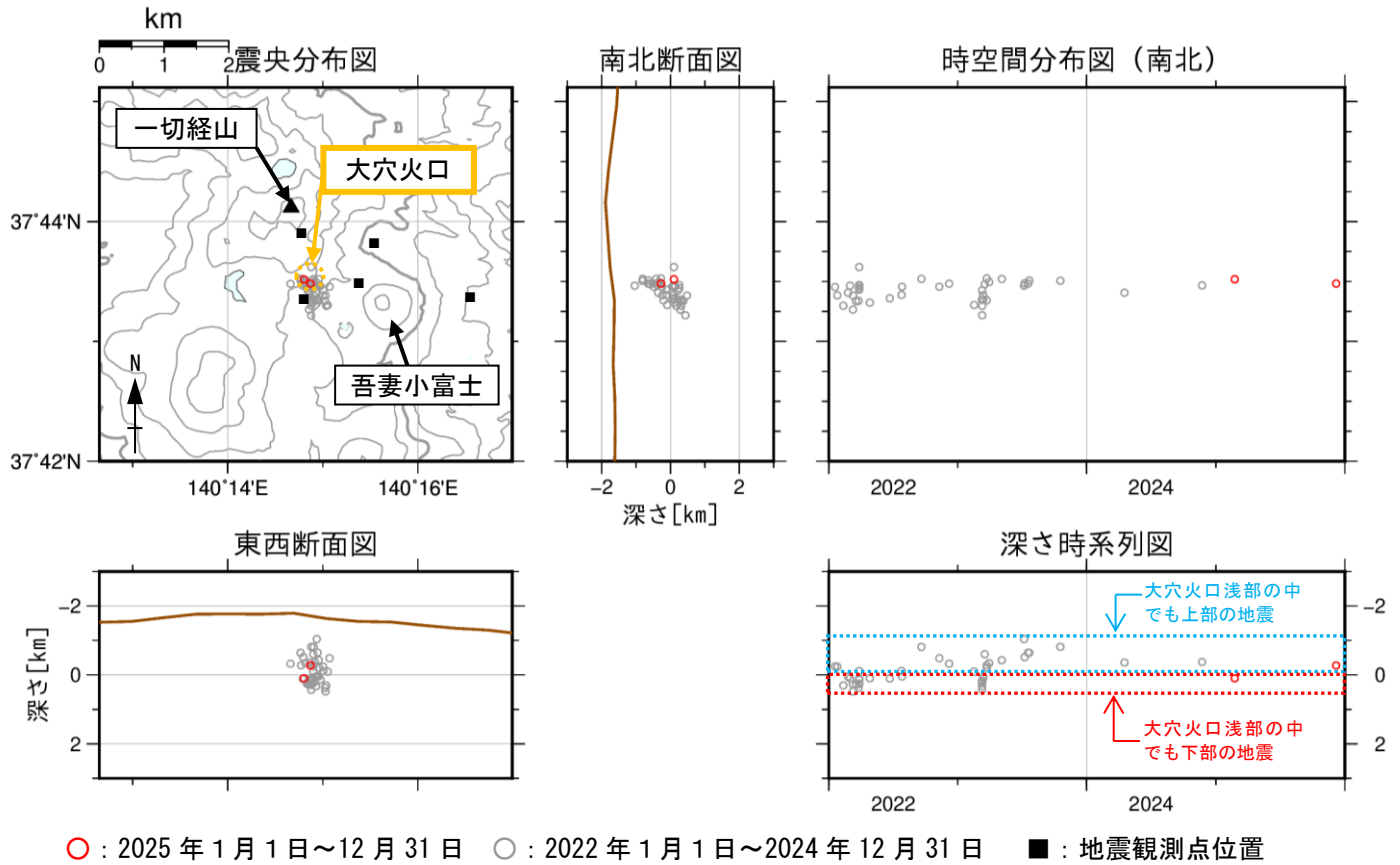 km
0 1 2
震央分布図
南北断面図
時空間分布図（南北）
一切経山
大穴火口
37°44'N
吾妻小富士
N
37°42'N
140°14'E
140°16'E
−2 0 2
深さ[km]
2022
2024
東西断面図
深さ時系列図
深さ[km]
−2
0
2
大穴火口浅部の中
でも上部の地震
大穴火口浅部の中
でも下部の地震
−2
0
2
2022
2024
○：2025 年 1 月 1 日～12 月 31 日 ○：2022 年 1 月 1 日～2024 年 12 月 31 日 ■：地震観測点位置